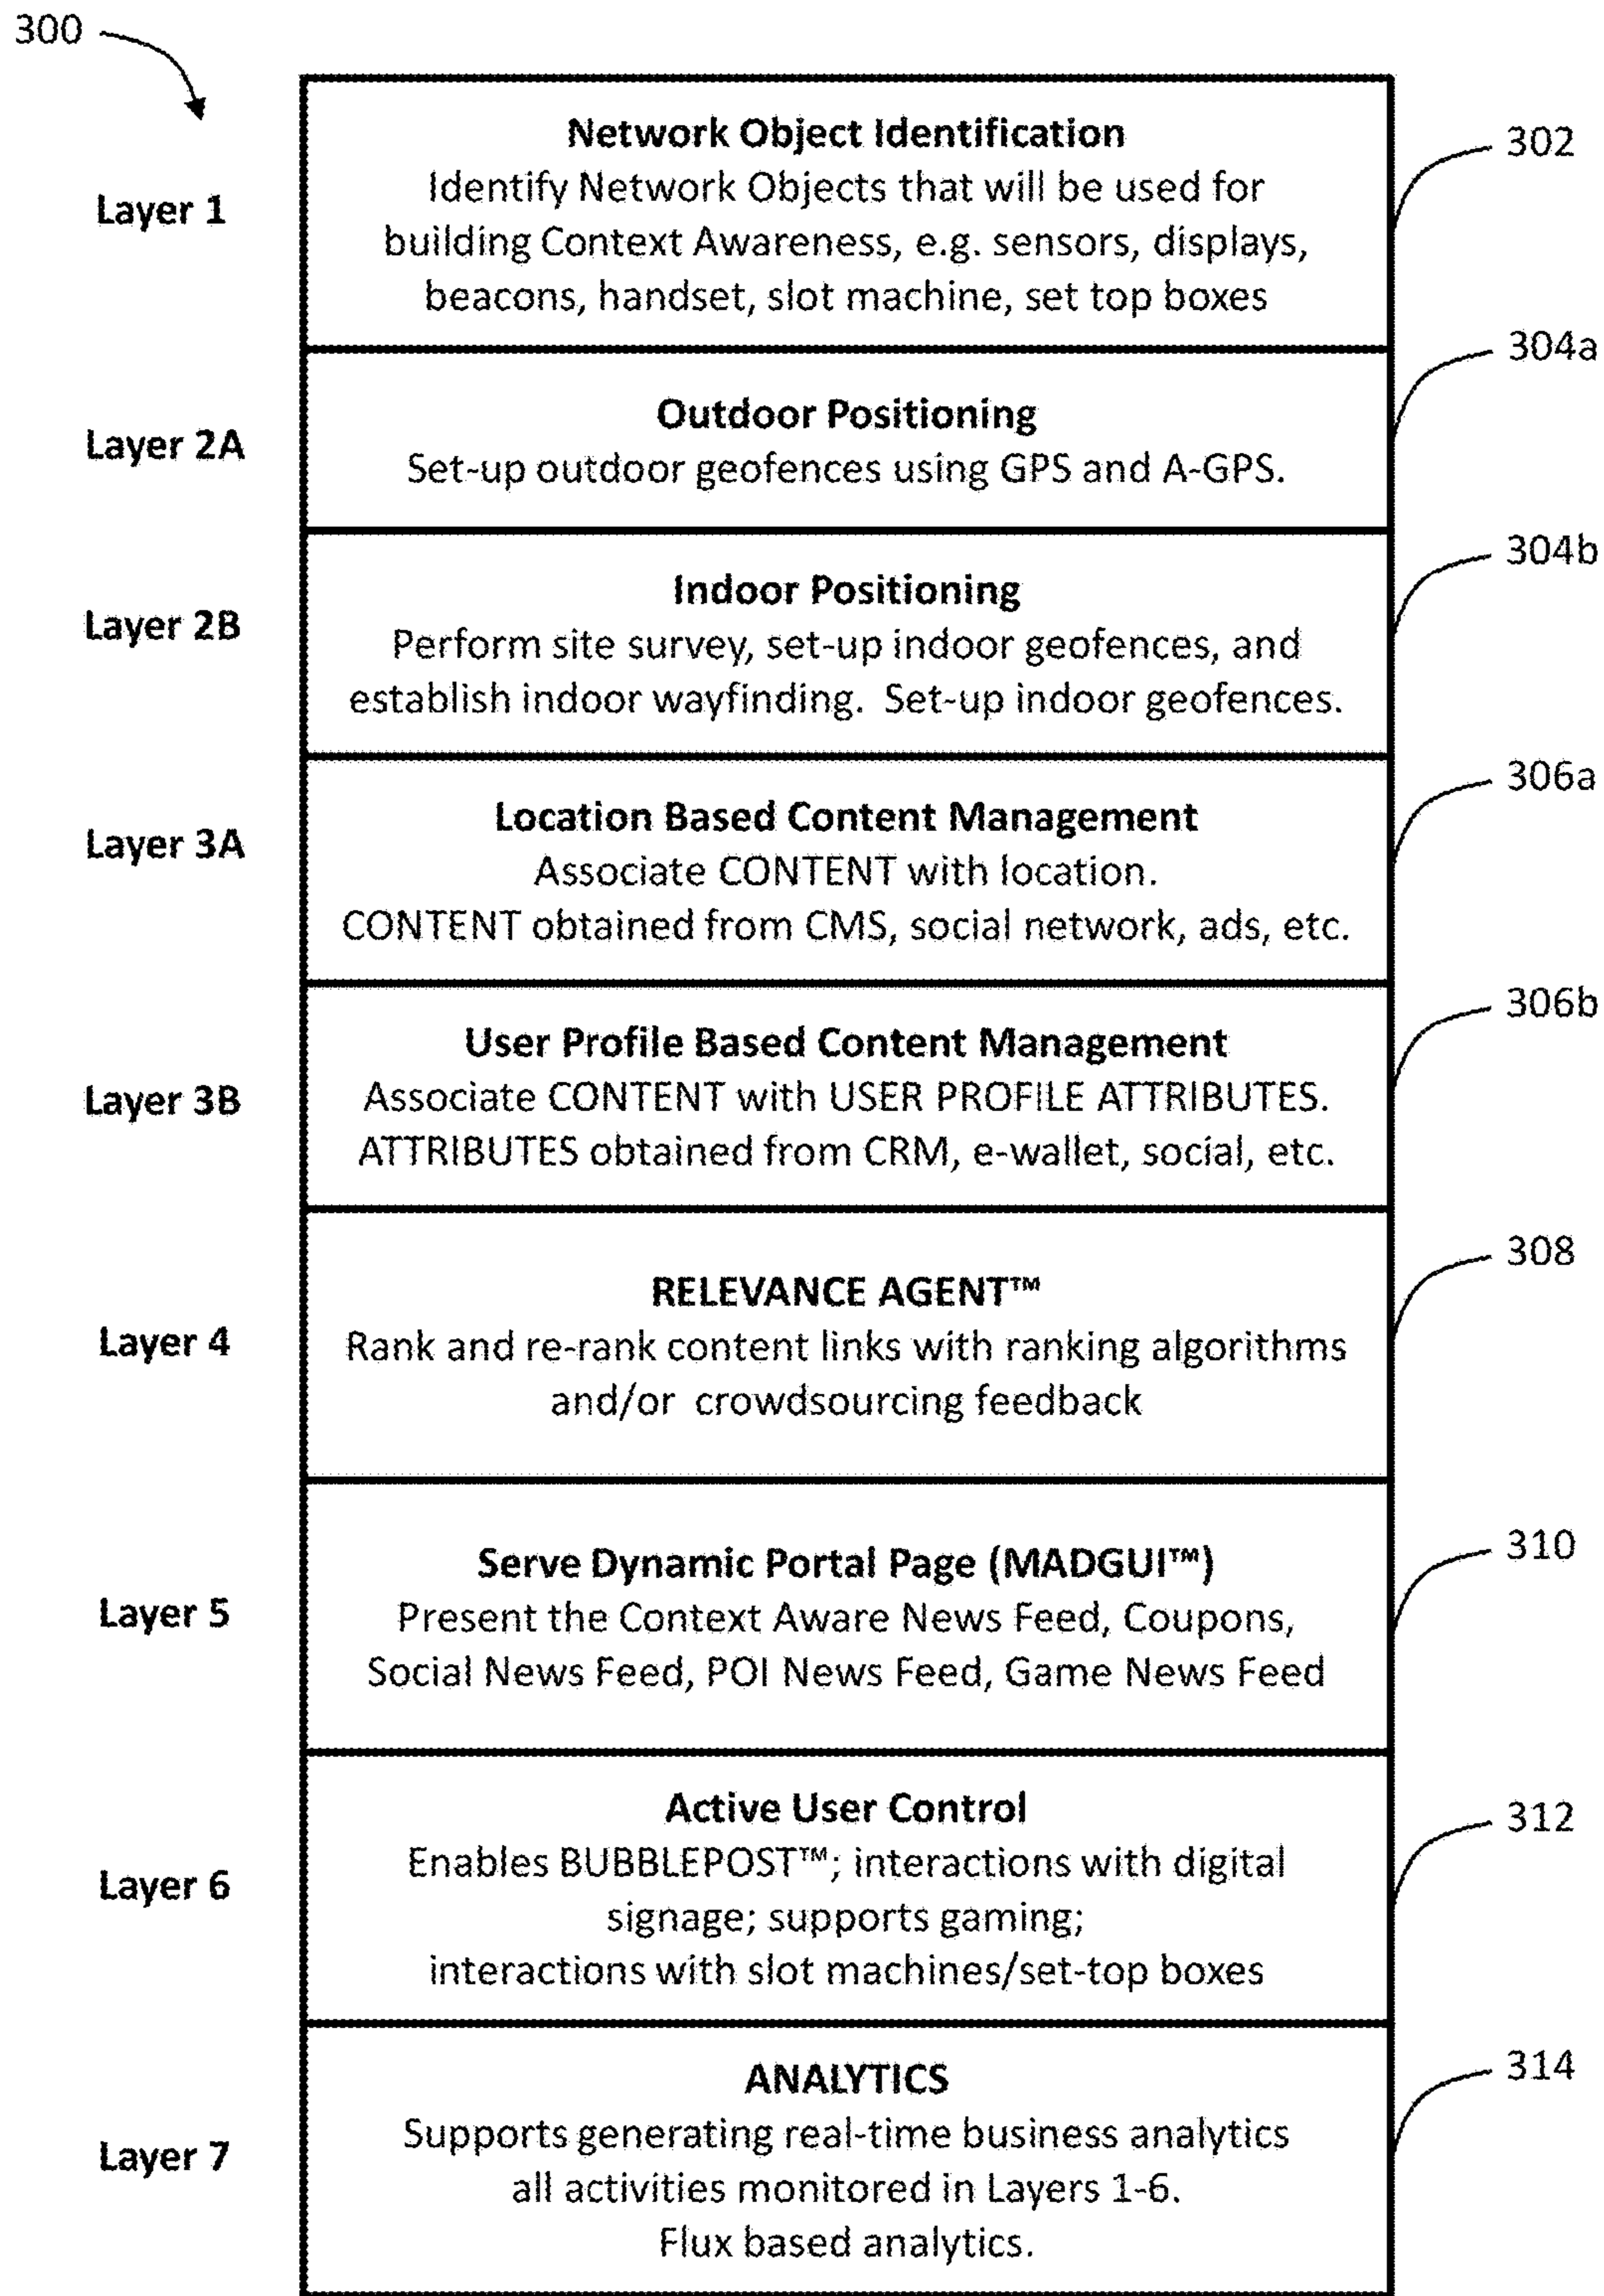 300
Network Object Identification
302
Layer 1
Identify Network Objects that will be used for
building Context Awareness, e.g. sensors, displays,
beacons, handset, slot machine, set top boxes
304a
Outdoor Positioning
Layer 2A
Set-up outdoor geofences using GPS and A-GPS.
304b
Indoor Positioning
Layer 2B
Perform site survey, set-up indoor geofences, and
establish indoor wayfinding. Set-up indoor geofences.
306a
Location Based Content Management
Layer 3A
Associate CONTENT with location.
CONTENT obtained from CMS, social network, ads, etc.
306b
User Profile Based Content Management
Layer 3B
Associate CONTENT with USER PROFILE ATTRIBUTES.
ATTRIBUTES obtained from CRM, e-wallet, social, etc.
308
RELEVANCE AGENT™
Layer 4
Rank and re-rank content links with ranking algorithms
and/or crowdsourcing feedback
310
Serve Dynamic Portal Page (MADGUI™)
Layer 5
Present the Context Aware News Feed, Coupons,
Social News Feed, POI News Feed, Game News Feed
312
Active User Control
Layer 6
Enables BUBBLEPOST™; interactions with digital
signage; supports gaming;
interactions with slot machines/set-top boxes
314
ANALYTICS
Layer 7
Supports generating real-time business analytics
all activities monitored in Layers 1-6.
Flux based analytics.